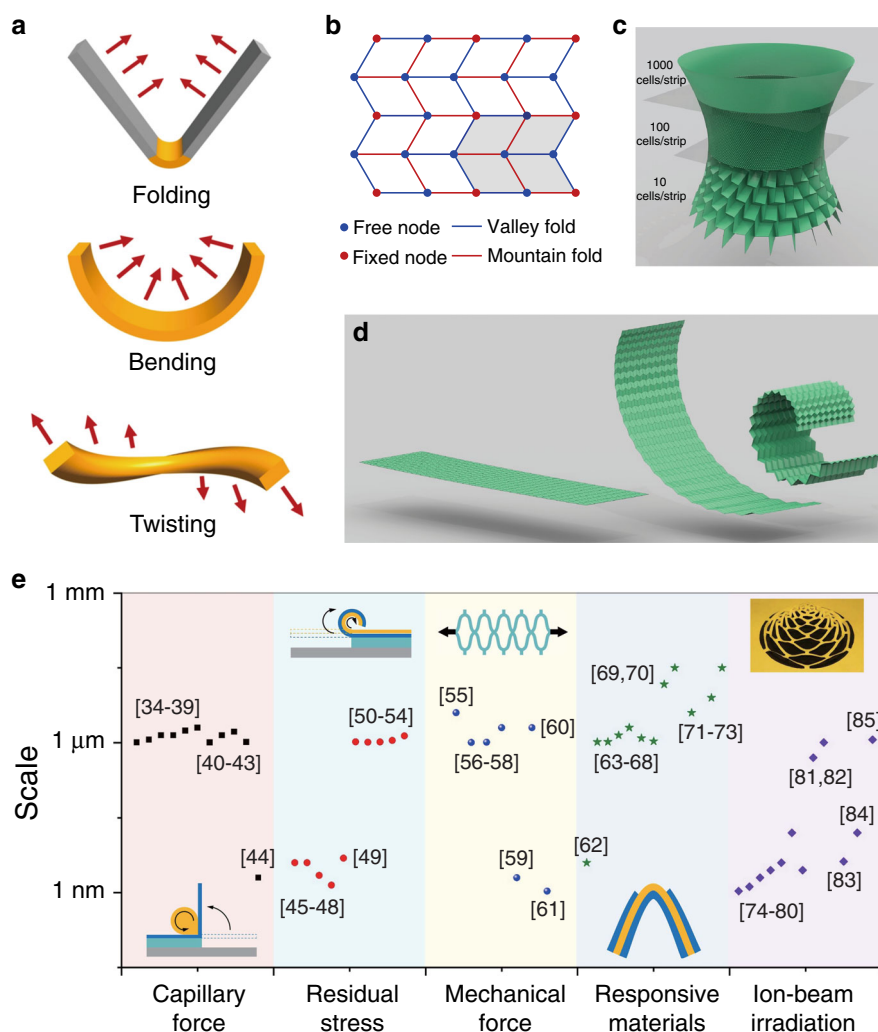 a
Folding
Bending
Twisting
b
Free node
Valley fold
Fixed node
Mountain fold
c
1000
cells/strip
100
cells/strip
10
cells/strip
d
e
Scale
1 mm
1 μm
1 nm
[34-39]
[40-43]
[44]
[50-54]
[49]
[45-48]
[55]
[60]
[56-58]
[59]
[61]
[69,70]
[71-73]
[63-68]
[62]
[85]
[81,82]
[84]
[83]
[74-80]
Capillary
force
Residual
stress
Mechanical
force
Responsive
materials
Ion-beam
irradiation